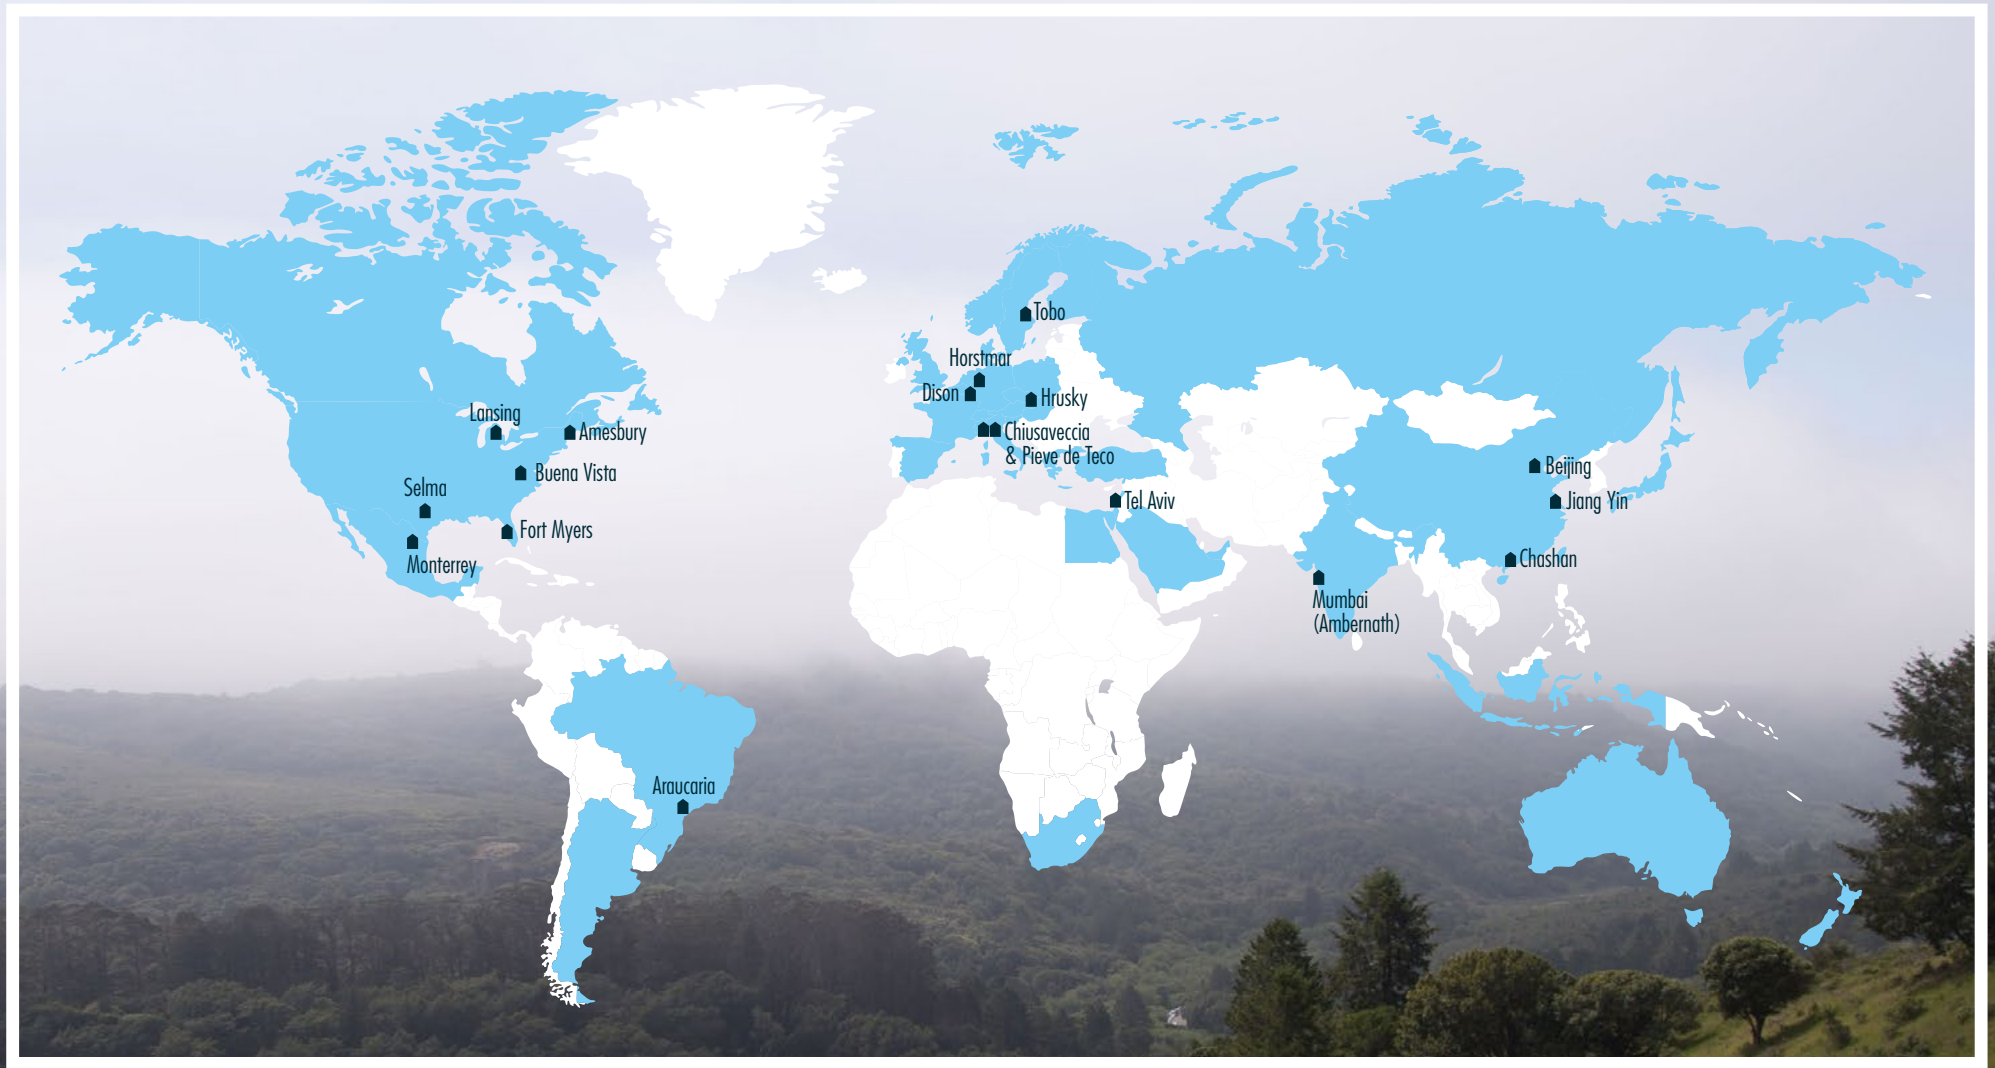 Tobo
Horstmar
Dison
Hrusky
Lansing
Amesbury
Chiusaveccia
& Pieve de Teco
Buena Vista
Beijing
Selma
Tel Aviv
Jiang Yin
Fort Myers
Monterrey
Chashan
Mumbai
(Ambernath)
Araucaria